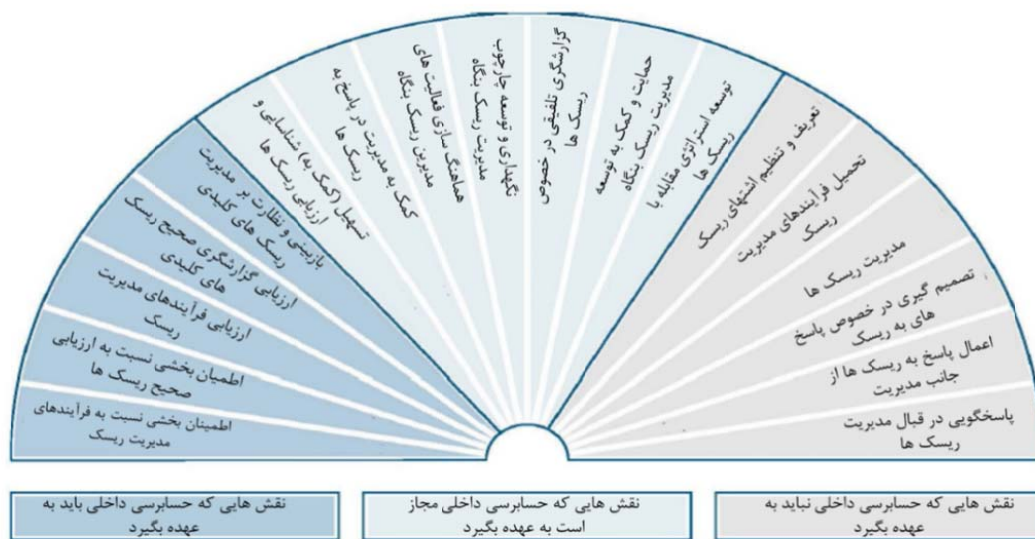 اطمینان بخشی نسبت به فرآیندهای
مدیریت ریسک
اطمیان بخشی نسبت به ارزیابی
صحیح ریسک ها
ارزیابی فرآیندهای مدیریت
ریسک
ارزیابی گزارشگری صحیح ریسک
های کلیدی
بازبینی و نظارت بر مدیریت
ریسک های کلیدی
تسهیل (کمک به) شناسایی و
ارزیابی ریسک ها
کمک به مدیریت در پاسخ به
ریسک ها
هماهنگ سازی فعالیت های
مدیرین ریسک بنگاه
نگهداری و توسعه چارچوب
مدیریت ریسک بنگاه
گزارشگری تلفیقی در خصوص
ریسک ها
حمایت و کمک به توسعه
مدیریت ریسک بنگاه
توسعه استراتژی مقابله با
ریسک ها
تعریف و تنظیم اشتهای ریسک
تحمیل فرآیندهای مدیریت
ریسک
مدیریت ریسک ها
تصمیم گیری در خصوص پاسخ
های به ریسک
اعمال پاسخ به ریسک ها از
جانب مدیریت
پاسخگویی در قبال مدیریت
ریسک ها
نقش هایی که حسابرسی داخلی باید به
عهده بگیرد
نقش هایی که حسابرسی داخلی مجاز
است به عهده بگیرد
نقش هایی که حسابرسی داخلی نباید به
عهده بگیرد